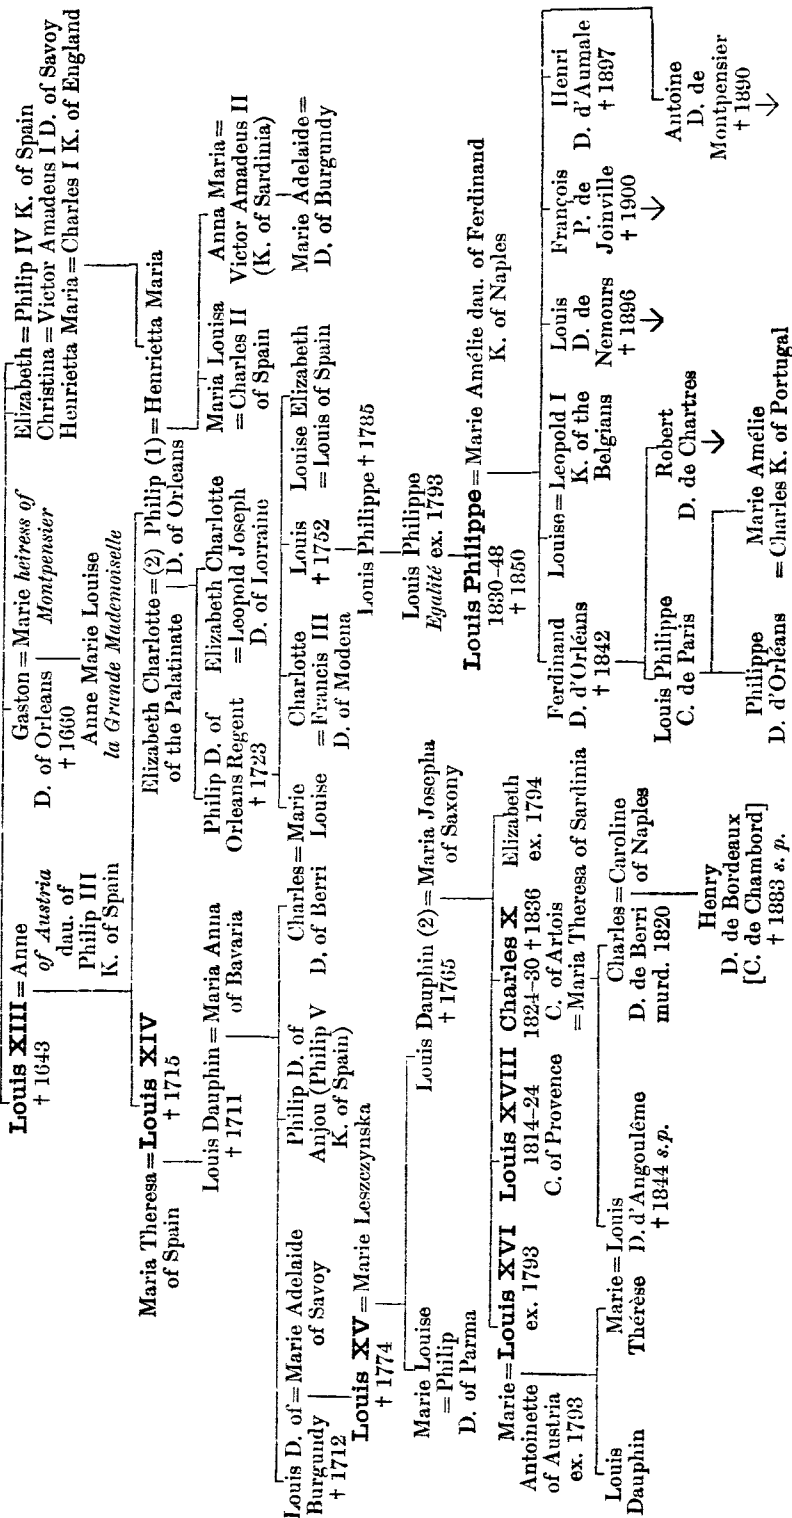 Louis XIII = Anne
† 1643
of Austria
dau. of
Philip III
K. of Spain
Gaston = Marie heiress of
D. of Orleans Montpensier
† 1660
Anne Marie Louise
la Grande Mademoiselle
Elizabeth = Philip IV K. of Spain
Christina = Victor Amadeus I D. of Savoy
Henrietta Maria = Charles I K. of England
Maria Theresa = Louis XIV
of Spain † 1715
Elizabeth Charlotte = (2) Philip (1) = Henrietta Maria
of the Palatinate D. of Orleans
Louis Dauphin = Maria Anna
† 1711 of Bavaria
Philip D. of
Orleans Regent
† 1723
Elizabeth Charlotte
= Leopold Joseph
D. of Lorraine
Maria Louisa
= Charles II
of Spain
Anna Maria =
Victor Amadeus II
(K. of Sardinia)
Marie Adelaide =
D. of Burgundy
Louis D. of = Marie Adelaide
Burgundy of Savoy
† 1712
Philip D. of
Anjou (Philip V
K. of Spain)
Charles = Marie
D. of Berri Louise
Charlotte
= Francis III
D. of Modena
Louis
† 1752
Louise Elizabeth
= Louis of Spain
Louis XV = Marie Leszczynska
† 1774
Louis Philippe † 1785
Marie Louise
= Philip
D. of Parma
Louis Dauphin (2) = Maria Josepha
† 1765 of Saxony
Louis Philippe
Egalité ex. 1793
Louis Philippe = Marie Amélie dau. of Ferdinand
1830–48 K. of Naples
† 1850
Marie = Louis XVI
Antoinette ex. 1793
of Austria
ex. 1793
Louis XVIII
1814–24
C. of Provence
Charles X
1824–30 † 1836
C. of Artois
= Maria Theresa of Sardinia
Elizabeth
ex. 1794
Ferdinand
D. d'Orléans
† 1842
Louise = Leopold I
K. of the
Belgians
Louis
D. de
Nemours
† 1896
François
P. de
Joinville
† 1900
Henri
D. d'Aumale
† 1897
Antoine
D. de
Montpensier
† 1890
Louis
Dauphin
Marie = Louis
Thérèse D. d'Angoulême
† 1844 s.p.
Charles = Caroline
D. de Berri of Naples
murd. 1820
Louis Philippe
C. de Paris
Robert
D. de Chartres
Henry
D. de Bordeaux
[C. de Chambord]
† 1883 s. p.
Philippe
D. d'Orléans
Marie Amélie
= Charles K. of Portugal